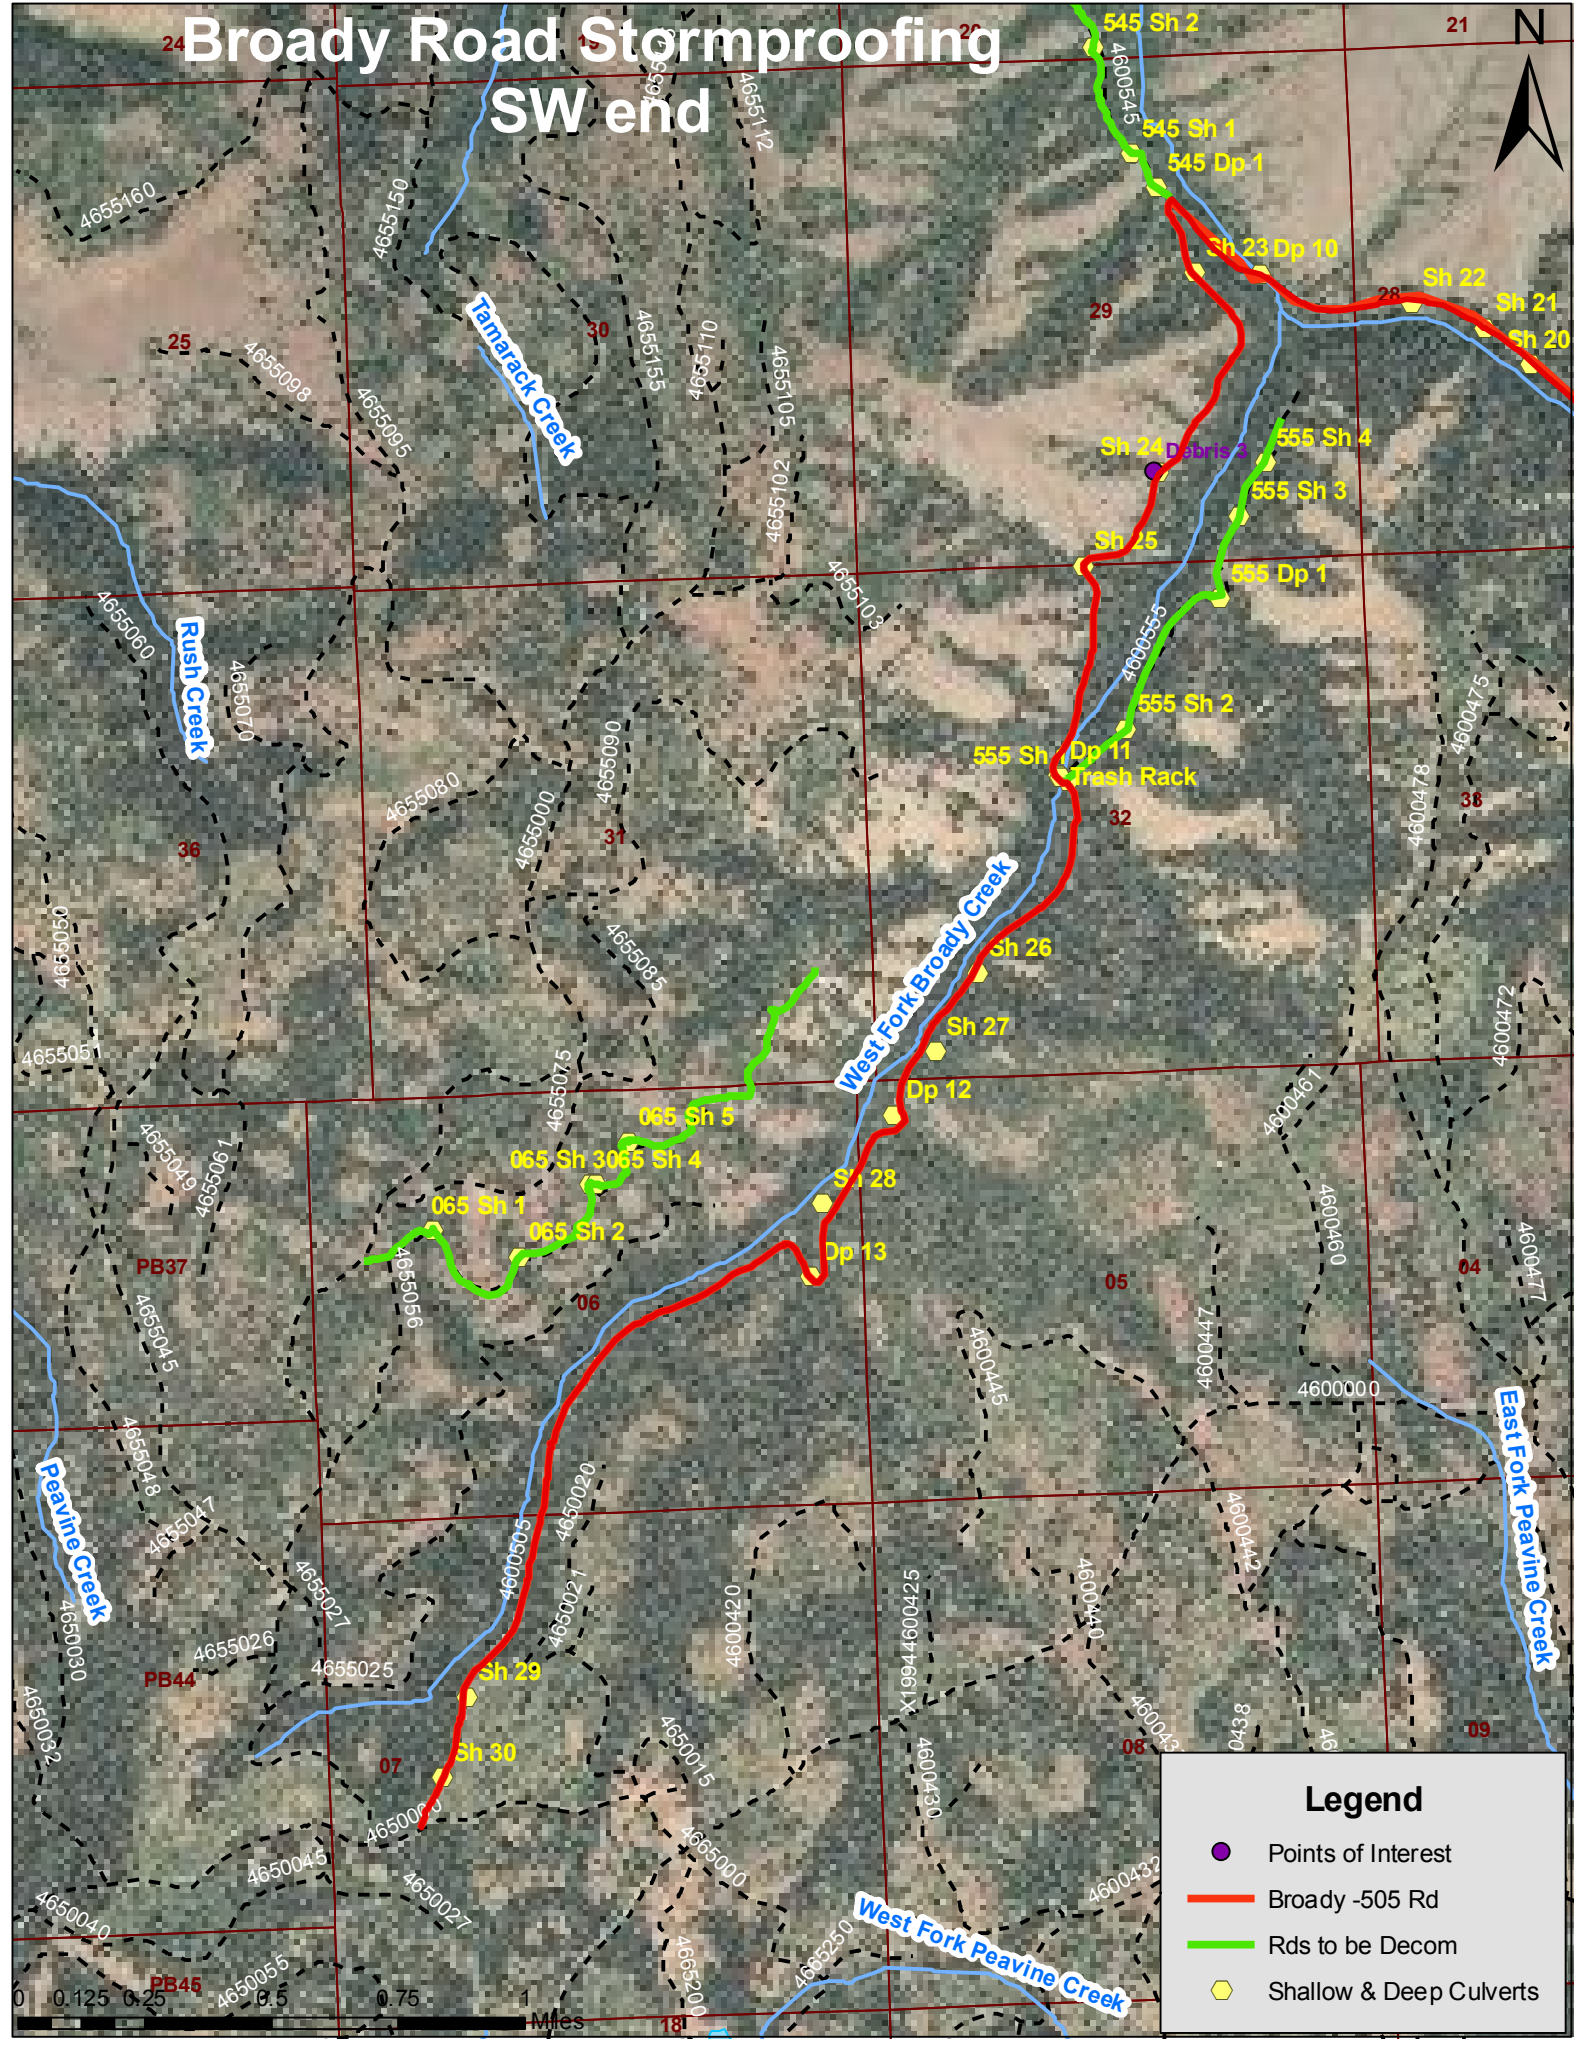 Broady Road Stormproofing
SW end
N
24
19
20
21
545 Sh 2
4600545
4655112
4655160
4655150
545 Sh 1
545 Dp 1
Sh 23
Dp 10
Sh 22
Sh 21
Sh 20
28
29
30
25
Tamarack Creek
4655155
4655110
4655105
4655098
4655095
4655102
Sh 24
Debris 3
555 Sh 4
555 Sh 3
Sh 25
555 Dp 1
4655103
4600555
4655060
Rush Creek
4655070
4655090
4655080
4655000
555 Sh 2
555 Sh
Dp 11
Trash Rack
4600475
4600478
33
32
31
36
West Fork Broady Creek
Sh 26
4655050
4655085
4655051
4600472
Sh 27
4655075
Dp 12
4600461
065 Sh 5
4655049
4655061
065 Sh 3
065 Sh 4
Sh 28
065 Sh 1
065 Sh 2
4600460
4600477
Dp 13
PB37
4655056
06
05
04
4655045
4600445
4600447
4600000
East Fork Peavine Creek
4655048
Peavine Creek
4655047
4650020
4600505
4600442
4655027
4650021
4600420
X19944600425
4600440
4650030
4655026
4655025
PB44
Sh 29
4650032
Sh 30
07
4650015
4600430
08
0438
09
4650045
4665000
4650027
4600432
4650040
4650055
PB45
4665200
4665250
West Fork Peavine Creek
18
0 0.125 0.25 0.5 0.75 1
Miles
Legend
Points of Interest
Broady -505 Rd
Rds to be Decom
Shallow & Deep Culverts